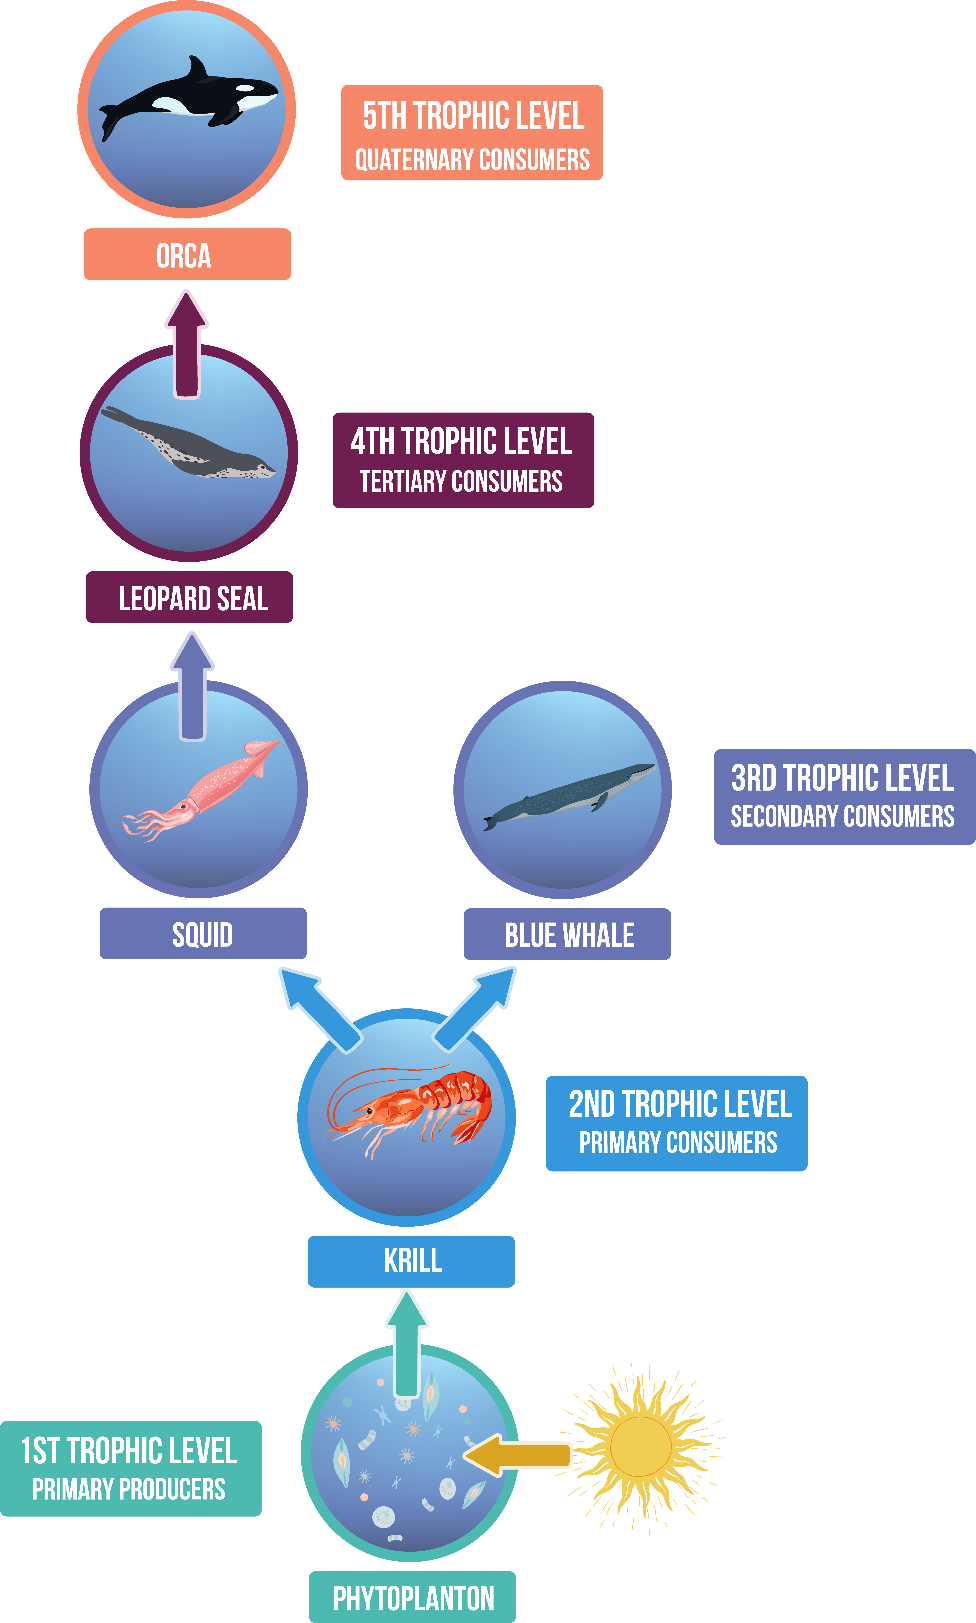 5TH TROPHIC LEVEL
QUATERNARY CONSUMERS
ORCA
4TH TROPHIC LEVEL
TERTIARY CONSUMERS
LEOPARD SEAL
3RD TROPHIC LEVEL
SECONDARY CONSUMERS
SQUID
BLUE WHALE
2ND TROPHIC LEVEL
PRIMARY CONSUMERS
KRILL
1ST TROPHIC LEVEL
PRIMARY PRODUCERS
PHYTOPLANTON